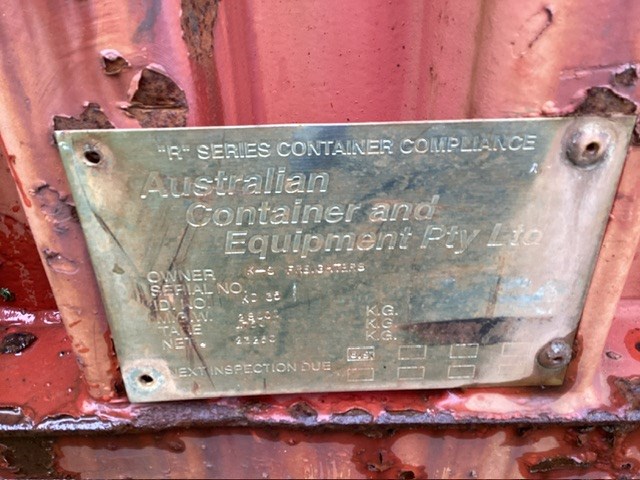 "R" SERIES CONTAINER COMPLIANCE
Australian
Container and
Equipment Pty Ltd
OWNER K-S FREIGHTERS
SERIAL NO.
ID. NO.
M.G.W. K.G.
TARE K.G.
NET. K.G.
NEXT INSPECTION DUE